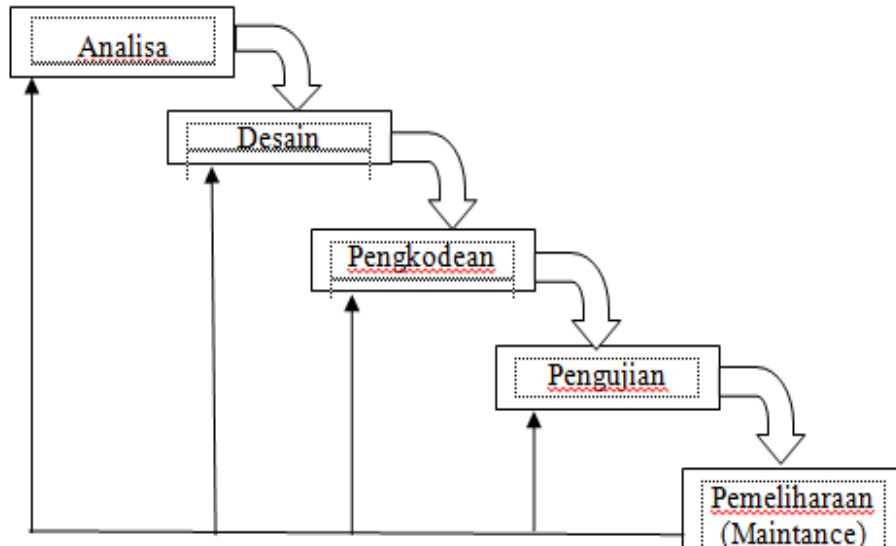 Analisa
Desain
Pengkodean
Pengujian
Pemeliharaan
(Maintance)